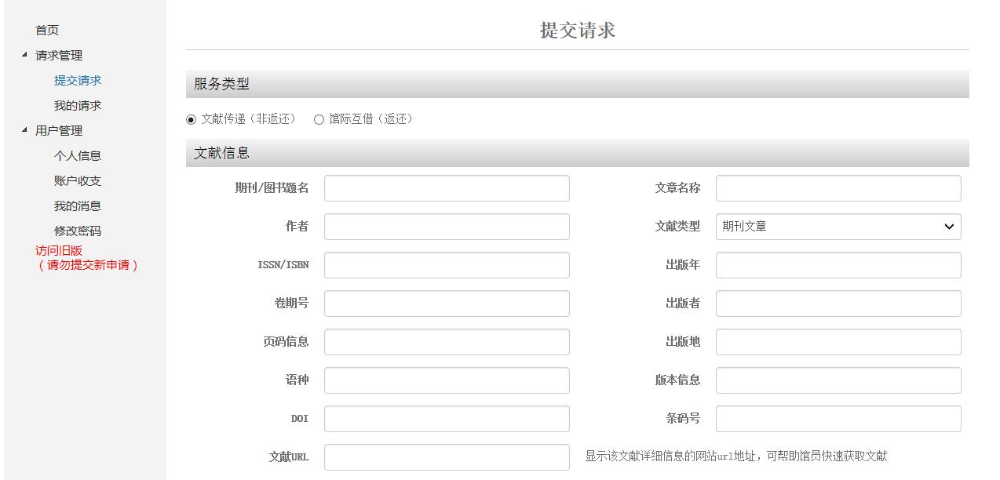 首页
请求管理
提交请求
我的请求
用户管理
个人信息
账户收支
我的消息
修改密码
访问旧版
（请勿提交新申请）
提交请求
服务类型
文献传递（非返还） 馆际互借（返还）
文献信息
期刊/图书题名 文章名称
作者 文献类型 期刊文章
ISSN/ISBN 出版年
卷期号 出版者
页码信息 出版地
语种 版本信息
DOI 条码号
文献URL 显示该文献详细信息的网站url地址，可帮助馆员快速获取文献